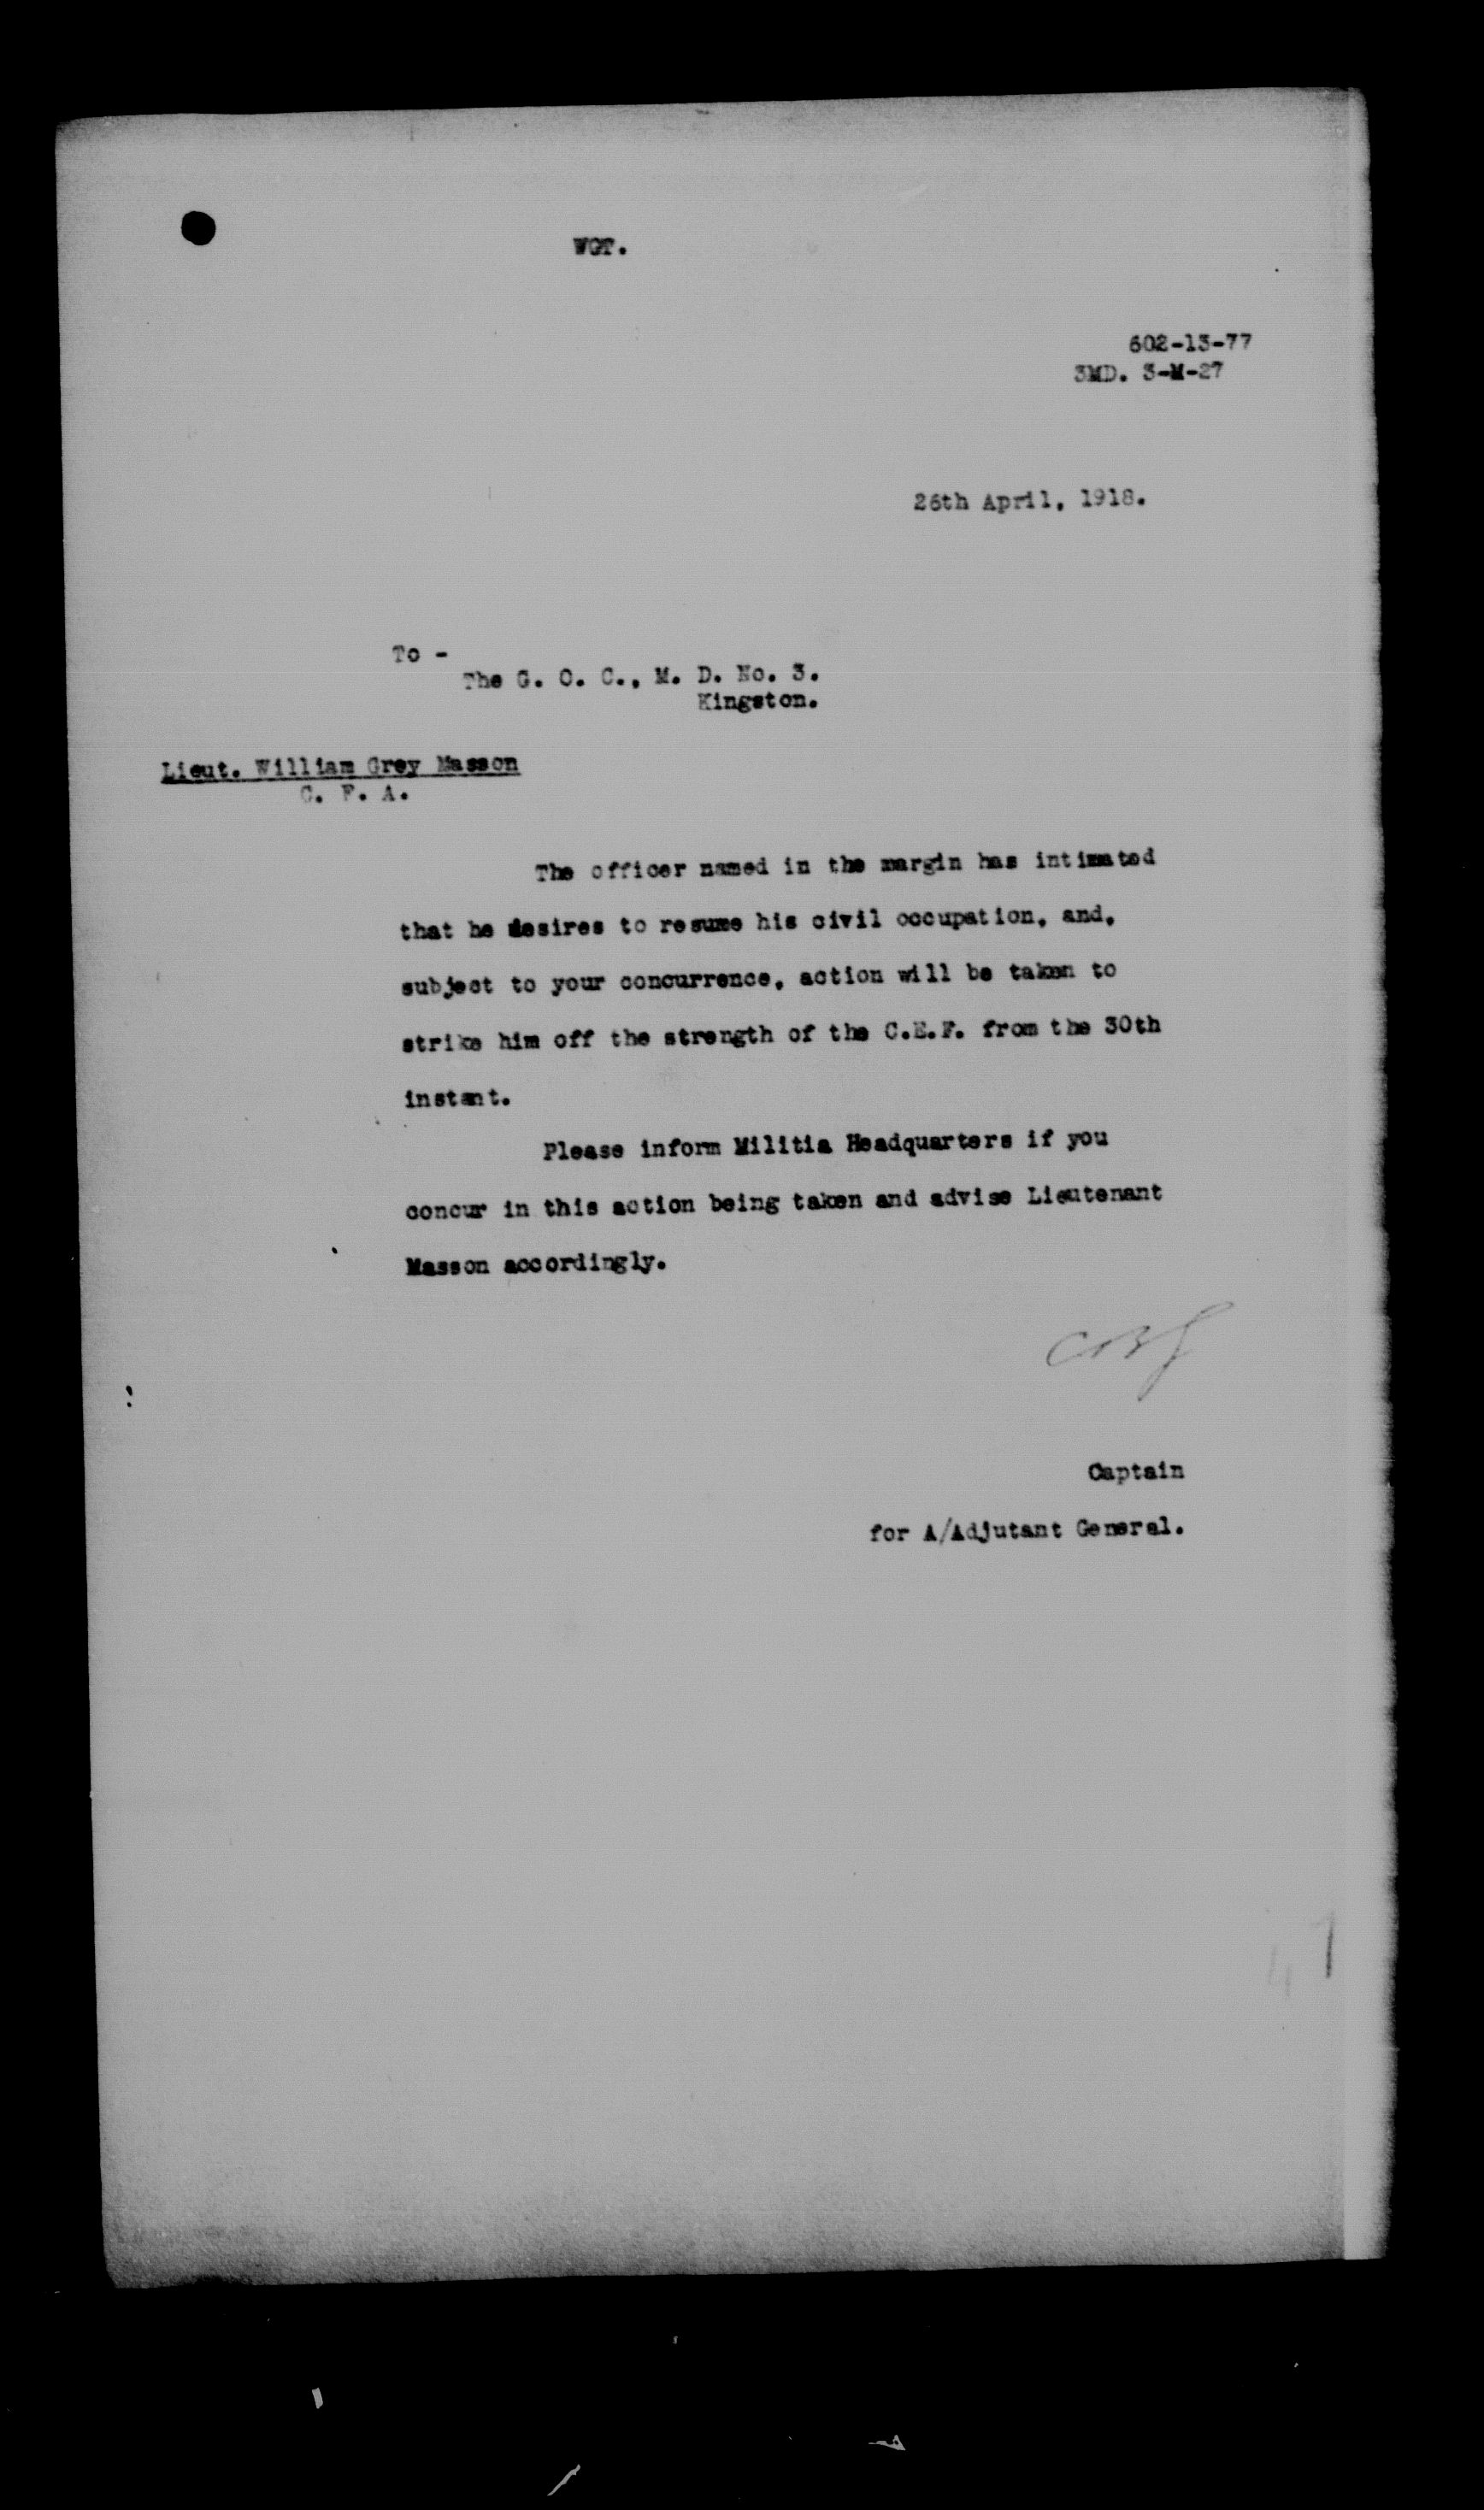 WGT.
602-13-77
3MD. 3-M-27
26th April, 1918.
To -
The G. O. C., M. D. No. 3.
Kingston.
Lieut. William Grey Masson
C. F. A.
The officer named in the margin has intimated
that he desires to resume his civil occupation, and,
subject to your concurrence, action will be taken to
strike him off the strength of the C.E.F. from the 30th
instant.
Please inform Militia Headquarters if you
concur in this action being taken and advise Lieutenant
Masson accordingly.
Captain
for A/Adjutant General.